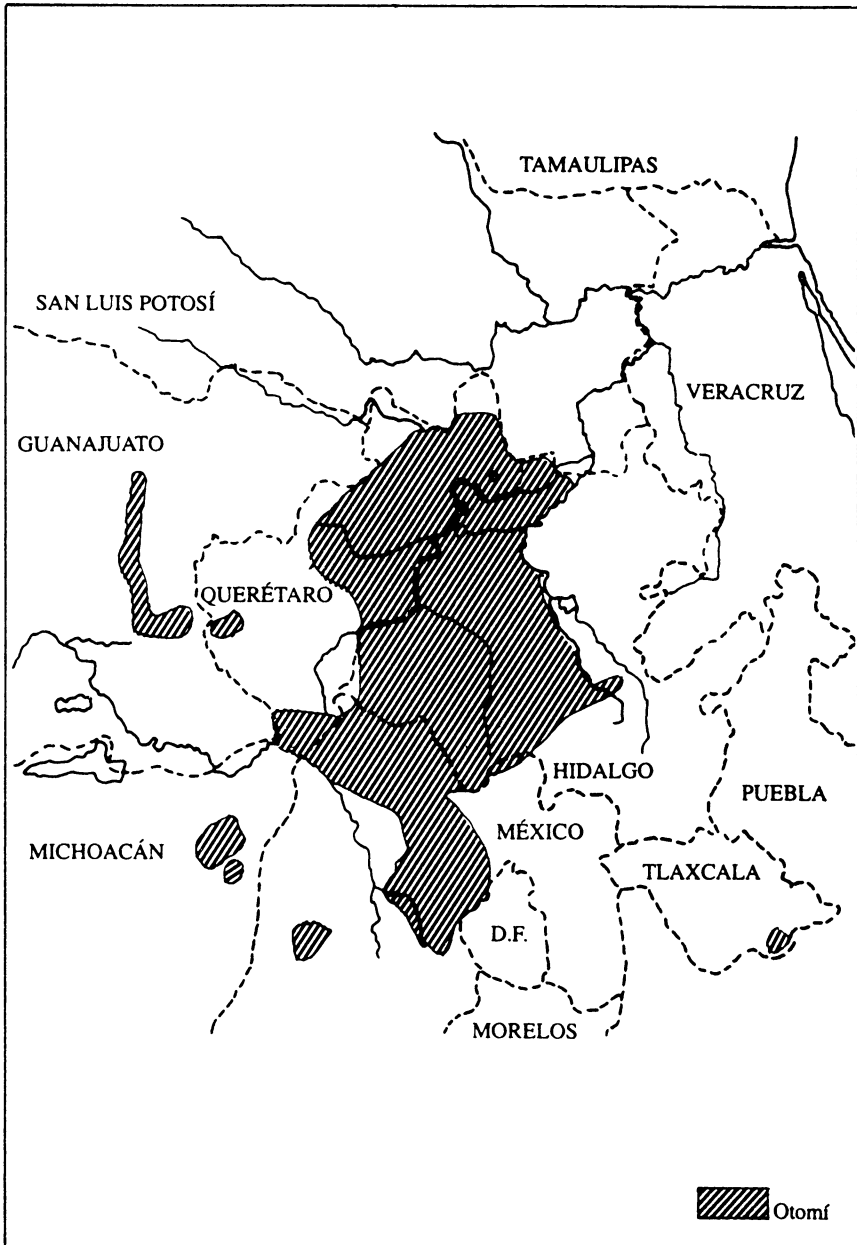 TAMAULIPAS
SAN LUIS POTOSÍ
VERACRUZ
GUANAJUATO
QUERÉTARO
HIDALGO
PUEBLA
MÉXICO
MICHOACÁN
TLAXCALA
D.F.
MORELOS
Otomí